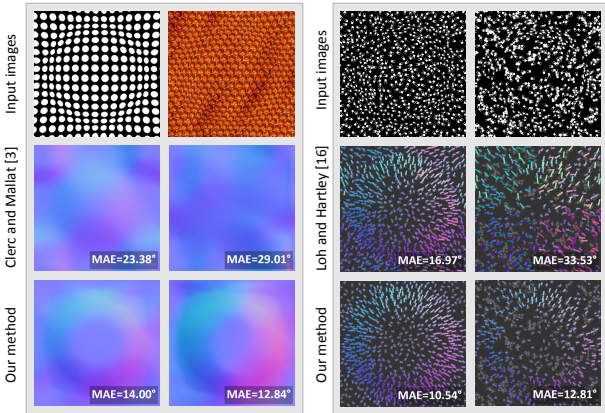 Input images
Clerc and Mallat [3]
MAE=23.38°
MAE=29.01°
Our method
MAE=14.00°
MAE=12.84°
Input images
Loh and Hartley [16]
MAE=16.97°
MAE=33.53°
Our method
MAE=10.54°
MAE=12.81°